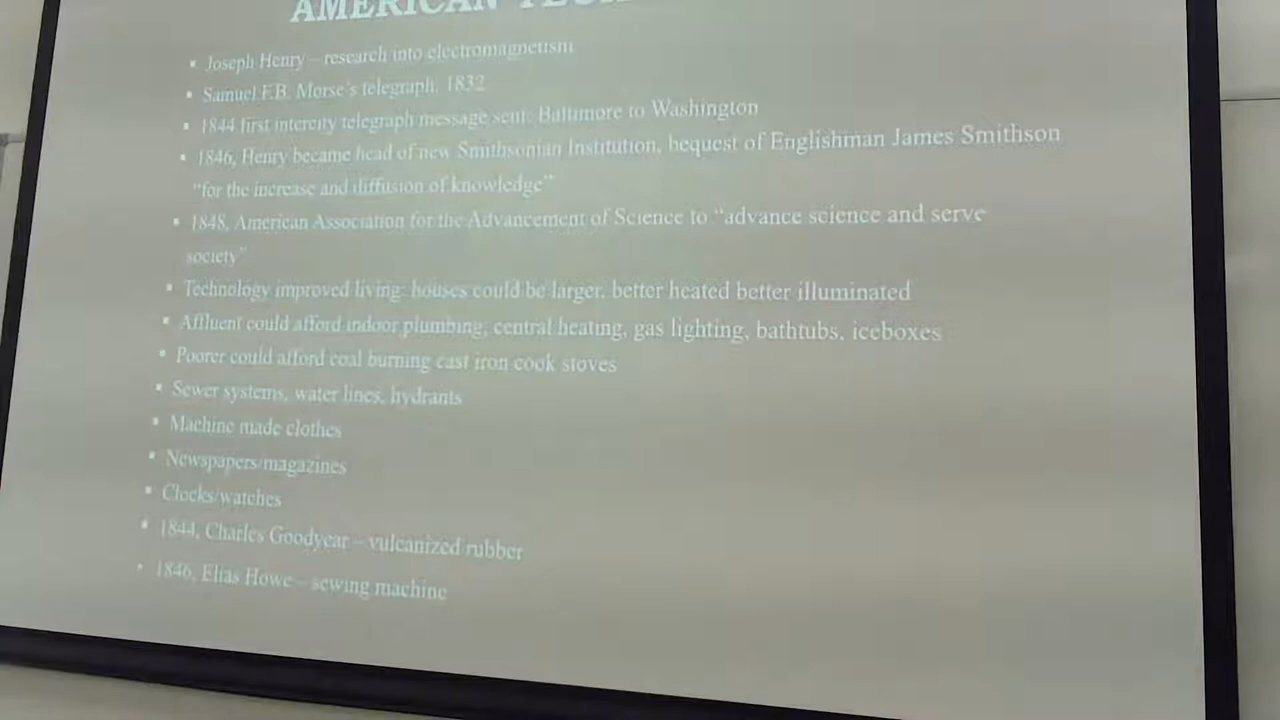 AMERICAN
▪ Joseph Henry – research into electromagnetism
▪ Samuel F.B. Morse's telegraph, 1832
▪ 1844 first intercity telegraph message sent: Baltimore to Washington
▪ 1846, Henry became head of new Smithsonian Institution, bequest of Englishman James Smithson
"for the increase and diffusion of knowledge"
▪ 1848, American Association for the Advancement of Science to "advance science and serve
society"
▪ Technology improved living: houses could be larger, better heated better illuminated
▪ Affluent could afford indoor plumbing, central heating, gas lighting, bathtubs, iceboxes
▪ Poorer could afford coal burning cast iron cook stoves
▪ Sewer systems, water lines, hydrants
▪ Machine made clothes
▪ Newspapers/magazines
▪ Clocks/watches
▪ 1844, Charles Goodyear – vulcanized rubber
▪ 1846, Elias Howe – sewing machine